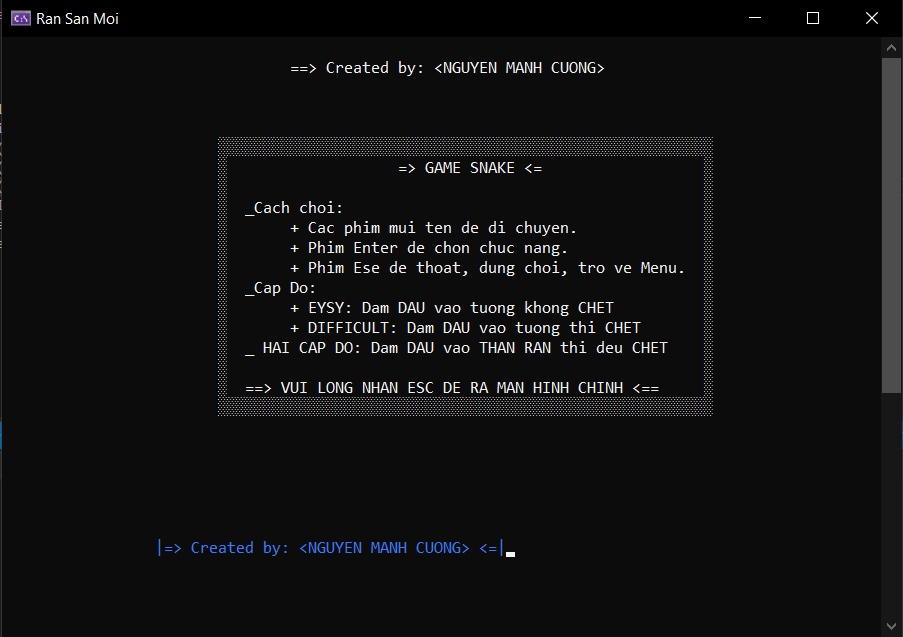 Ran San Moi
==> Created by: <NGUYEN MANH CUONG>
=> GAME SNAKE <=
_Cach choi:
+ Cac phim mui ten de di chuyen.
+ Phim Enter de chon chuc nang.
+ Phim Ese de thoat, dung choi, tro ve Menu.
_Cap Do:
+ EYSY: Dam DAU vao tuong khong CHET
+ DIFFICULT: Dam DAU vao tuong thi CHET
_ HAI CAP DO: Dam DAU vao THAN RAN thi deu CHET
==> VUI LONG NHAN ESC DE RA MAN HINH CHINH <==
|=> Created by: <NGUYEN MANH CUONG> <=|